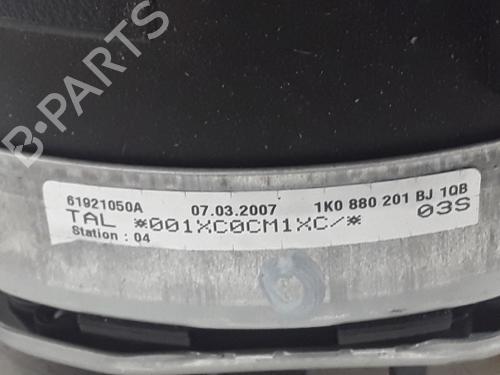 B-PARTS
61921050A 07.03.2007 1K0 880 201 BJ 1QB
TAL *001XC0CM1XC/* 03S
Station : 04